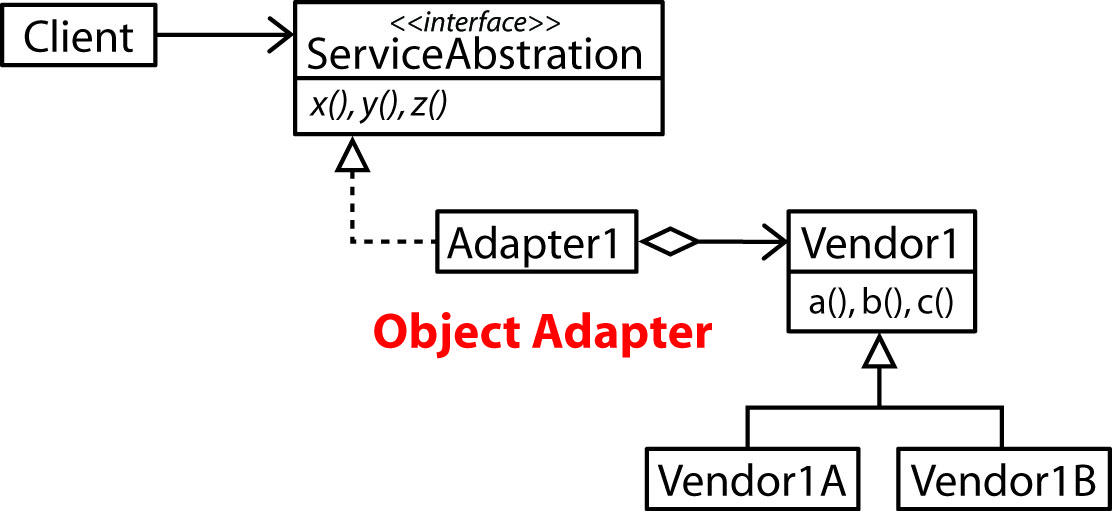 Client
<<interface>>
ServiceAbstration
x(), y(), z()
Adapter1
Vendor1
a(), b(), c()
Object Adapter
Vendor1A
Vendor1B